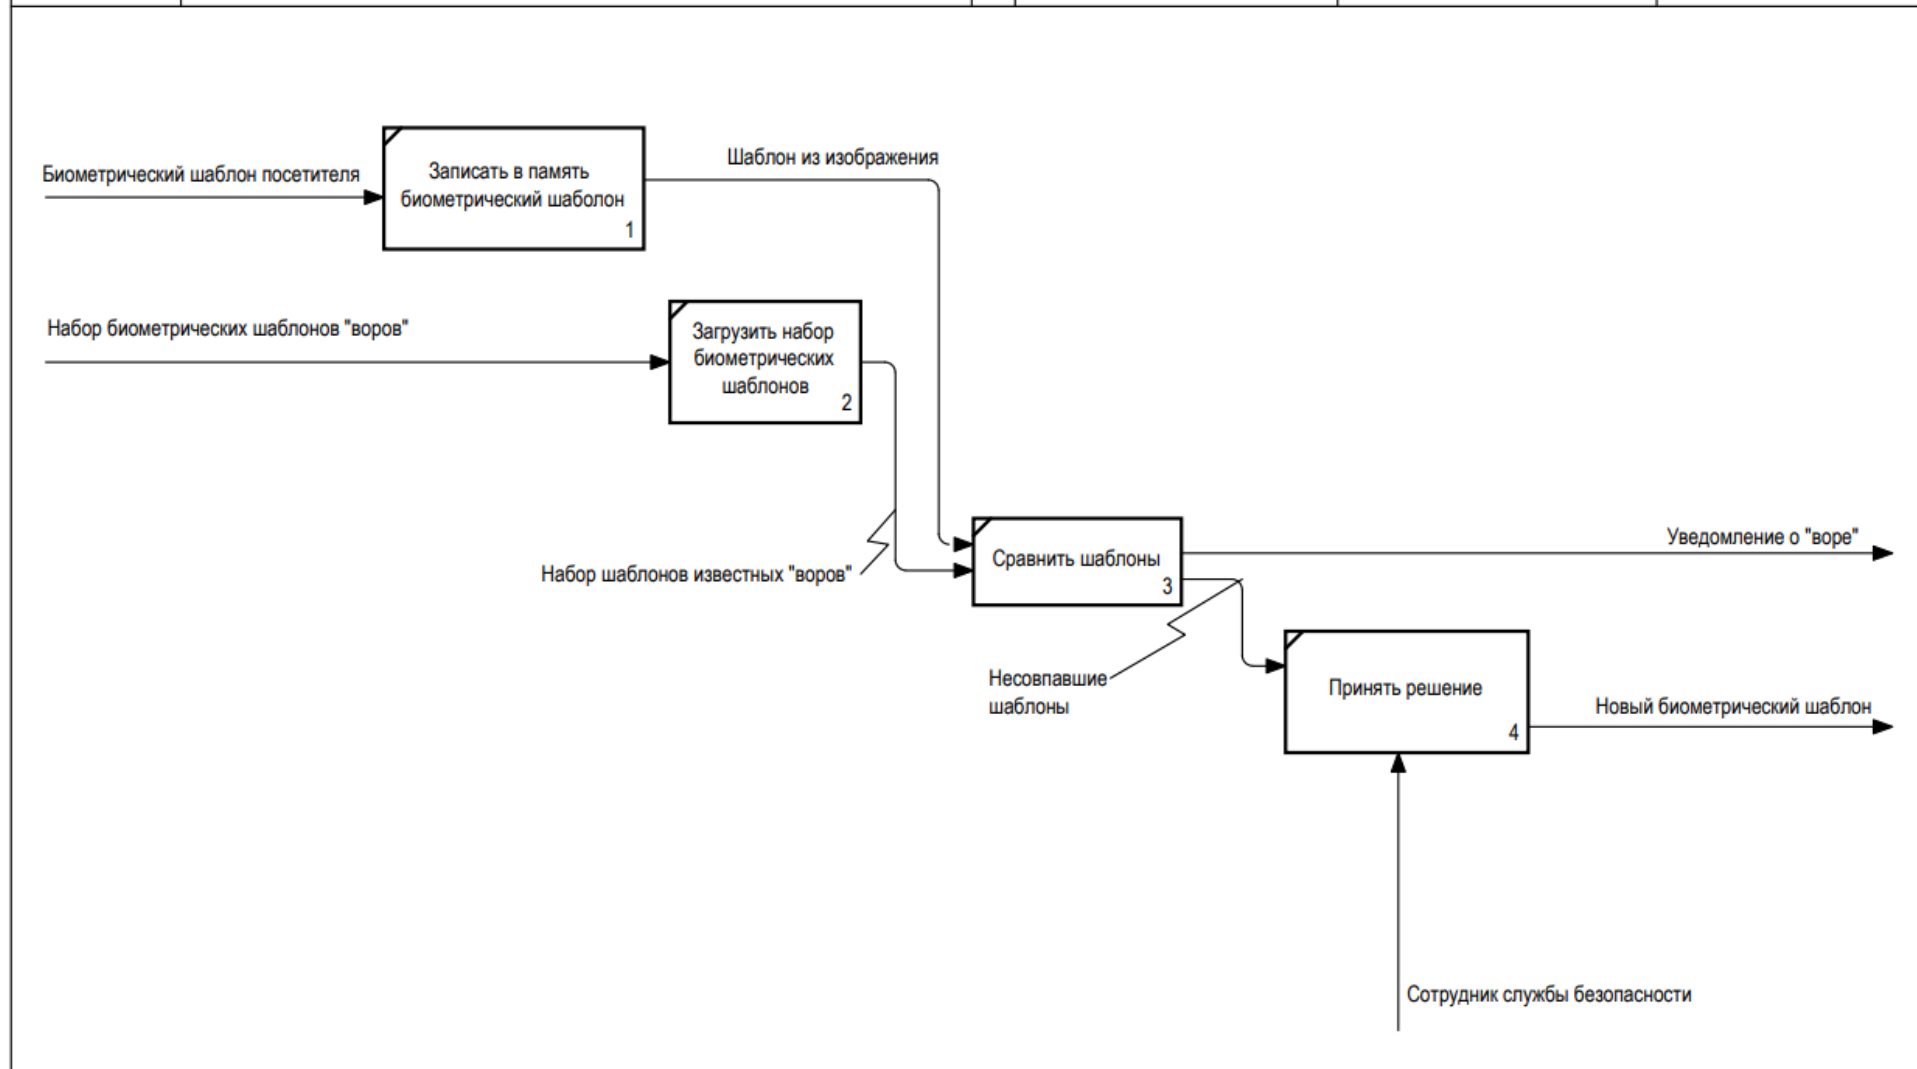 Биометрический шаблон посетителя
Записать в память
биометрический шаболон
1
Шаблон из изображения
Набор биометрических шаблонов "воров"
Загрузить набор
биометрических
шаблонов
2
Набор шаблонов известных "воров"
Сравнить шаблоны
3
Уведомление о "воре"
Несовпавшие
шаблоны
Принять решение
4
Новый биометрический шаблон
Сотрудник службы безопасности